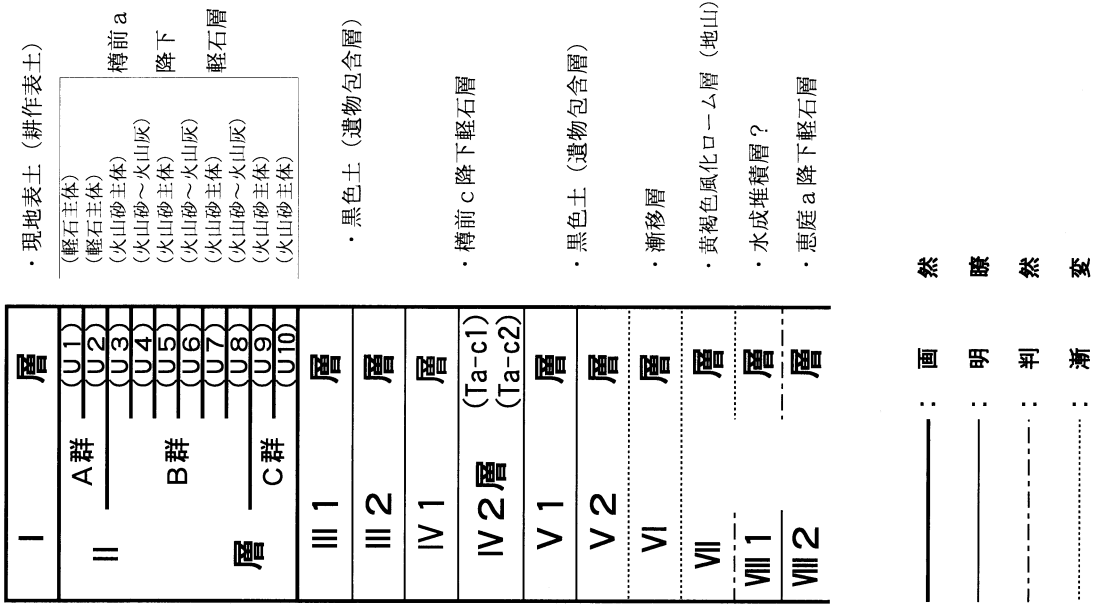 Ⅰ 層 ・現地表土（耕作表土）
Ⅱ 層
A群 (U1) (軽石主体)
(U2) (軽石主体)
B群 (U3) (火山砂主体)
(U4) (火山砂～火山灰)
(U5) (火山砂主体)
(U6) (火山砂～火山灰)
(U7) (火山砂主体)
(U8) (火山砂～火山灰)
C群 (U9) (火山砂主体)
(U10) (火山砂主体)
樽前a
降下
軽石層
Ⅲ1 層 ・黒色土（遺物包含層）
Ⅲ2 層
Ⅳ1 層
Ⅳ2層 (Ta-c1) ・樽前c降下軽石層
(Ta-c2)
Ⅴ1 層 ・黒色土（遺物包含層）
Ⅴ2 層
Ⅵ 層 ・漸移層
Ⅶ 層 ・黄褐色風化ローム層（地山）
Ⅷ1 層 ・水成堆積層？
Ⅷ2 層 ・恵庭a降下軽石層
：画 然
：明 瞭
：判 然
：漸 変